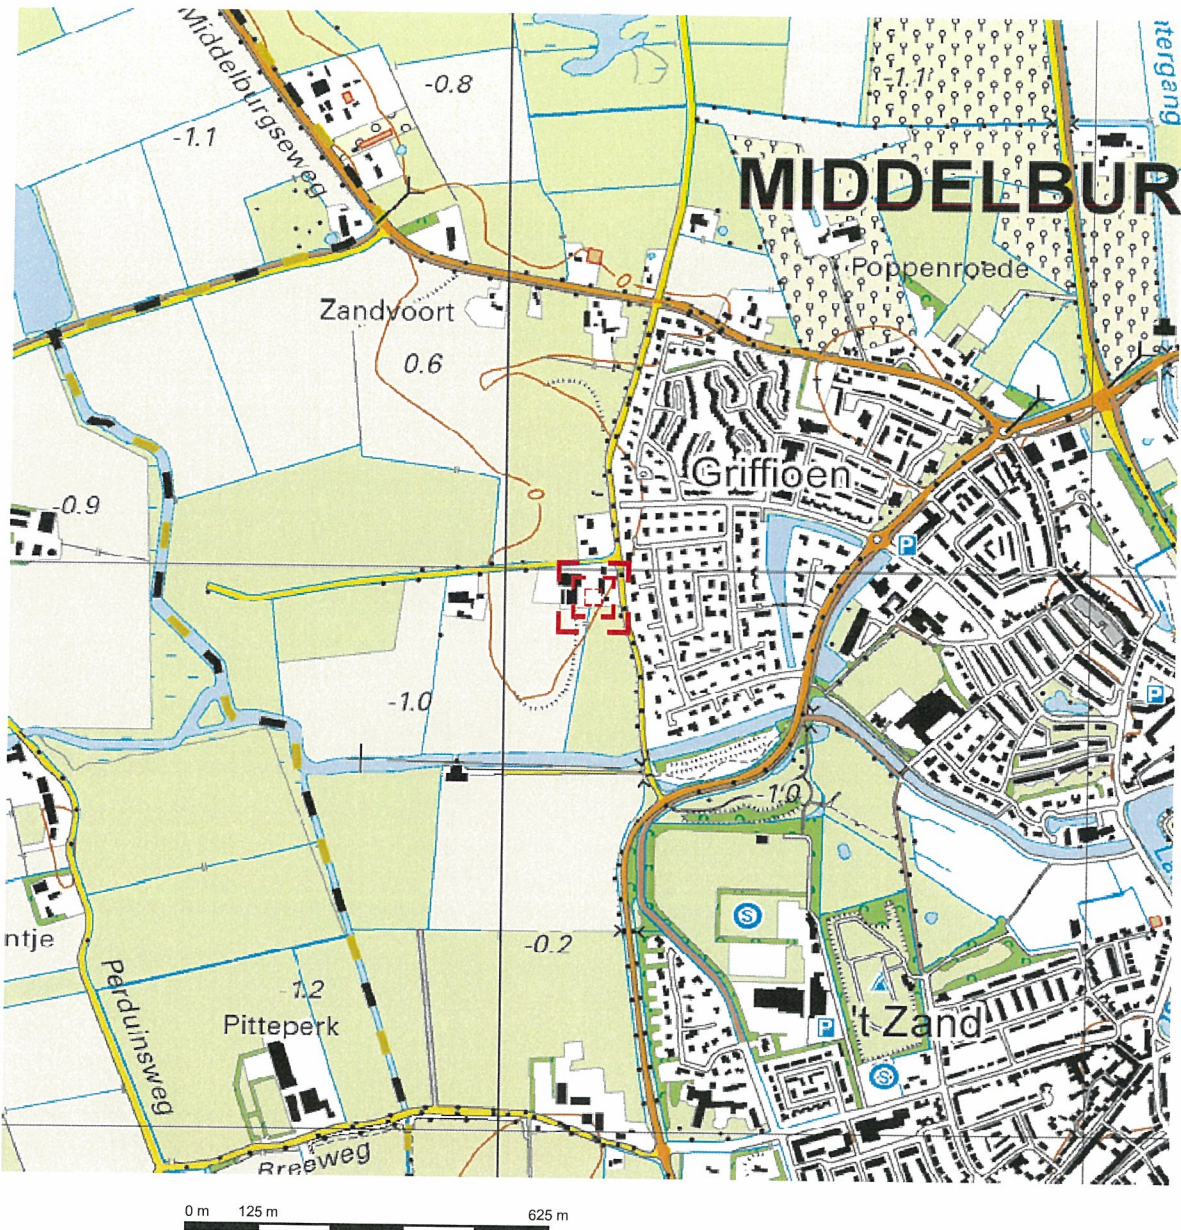 Middelburgseweg
-0.8
-1.1
-1.1
tergang
MIDDELBUR
Poppenroede
Zandvoort
0
0.6
Griffioen
0
-0.9
P
-1.0
P
-1.0
S
ntje
-0.2
-1.2
Perduinsweg
Pitteperk
P
't Zand
S
Breeweg
0 m 125 m 625 m